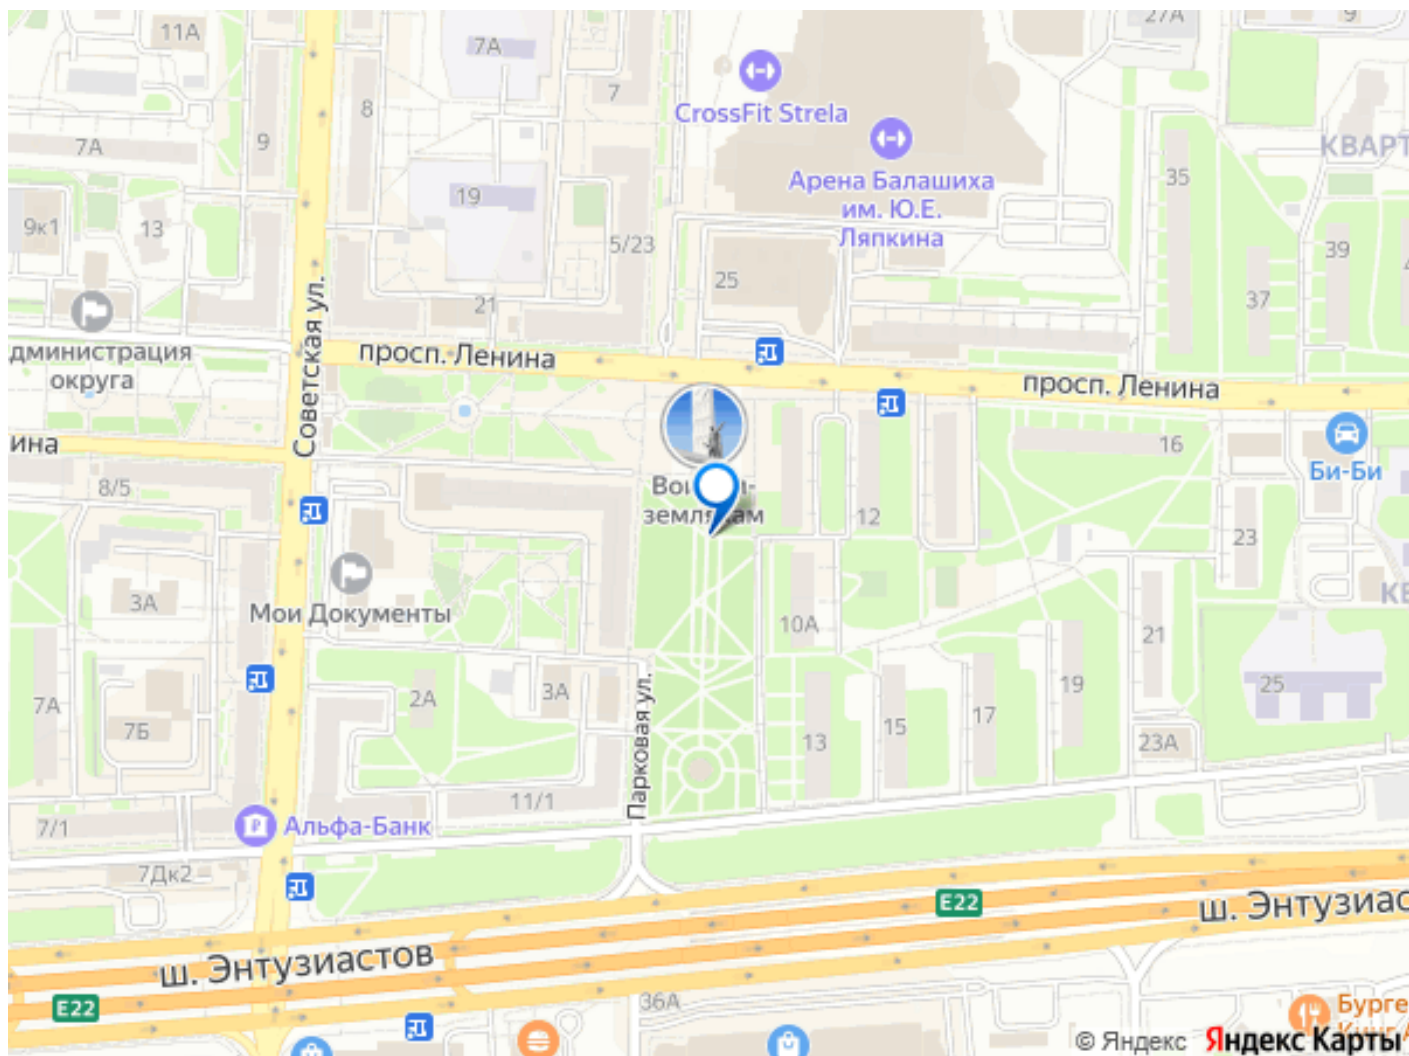 11А
7А
27А
9
CrossFit Strela
8
7
9
7А
КВАРТ
Арена Балашиха
им. Ю.Е.
Ляпкина
35
19
9к1
13
5/23
39
25
37
21
Советская ул.
дминистрация
округа
просп. Ленина
просп. Ленина
ина
16
Би-Би
8/5
землякам
12
23
3А
Мои Документы
10А
21
7А
2А
3А
19
25
7Б
Парковая ул.
13
15
17
23А
11/1
7/1
Альфа-Банк
7Дк2
E22
ш. Энтузиас
ш. Энтузиастов
E22
36А
Бурге
© Яндекс Яндекс Карты